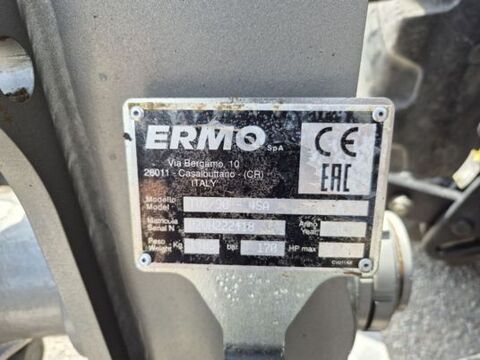 ERMO SpA
Via Bergamo, 10
26011 - Casalbuttano - (CR)
ITALY
CE
EAC
Modello
Model
Matricola
Serial N
Anno
Year
Peso
Weight Kg bar 170 HP max